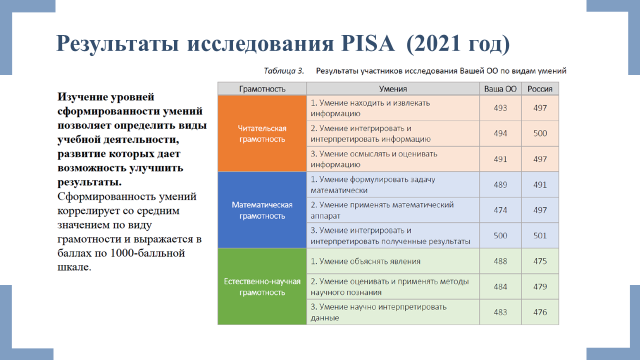 Результаты исследования PISA (2021 год)
Таблица 3. Результаты участников исследования Вашей ОО по видам умений
Изучение уровней
сформированности умений
позволяет определить виды
учебной деятельности,
развитие которых дает
возможность улучшить
результаты.
Сформированность умений
коррелирует со средним
значением по виду
грамотности и выражается в
баллах по 1000-балльной
шкале.
Грамотность Умения Ваша ОО Россия
Читательская
грамотность
1. Умение находить и извлекать
информацию
493 497
2. Умение интегрировать и
интерпретировать информацию
494 500
3. Умение осмыслять и оценивать
информацию
491 497
Математическая
грамотность
1. Умение формулировать задачу
математически
489 491
2. Умение применять математический
аппарат
474 497
3. Умение интегрировать и
интерпретировать полученные результаты
500 501
Естественно-научная
грамотность
1. Умение объяснять явления 488 475
2. Умение оценивать и применять методы
научного познания
484 479
3. Умение научно интерпретировать
данные
483 476